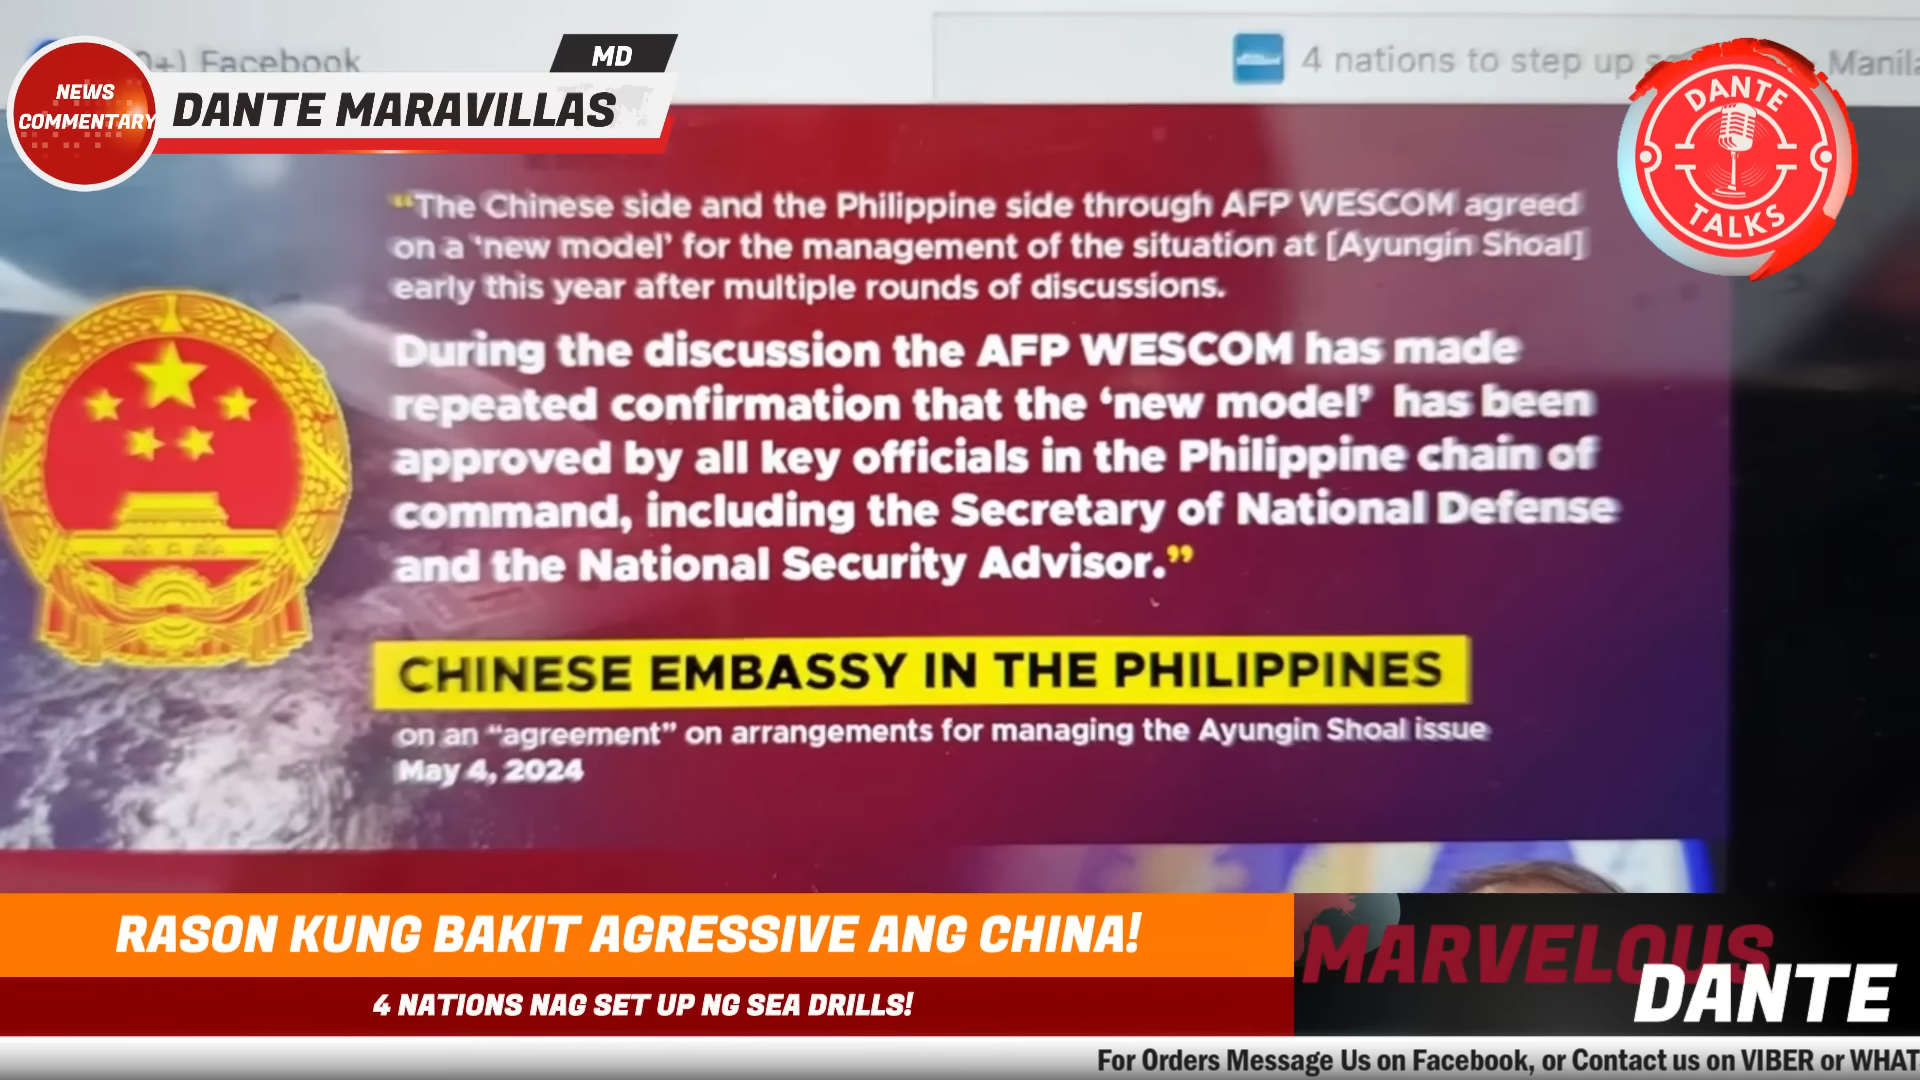 0+) Facebook
4 nations to step up
Manila
MD
NEWS
COMMENTARY
DANTE MARAVILLAS
DANTE
TALKS
“The Chinese side and the Philippine side through AFP WESCOM agreed
on a ‘new model’ for the management of the situation at [Ayungin Shoal]
early this year after multiple rounds of discussions.
During the discussion the AFP WESCOM has made
repeated confirmation that the ‘new model’ has been
approved by all key officials in the Philippine chain of
command, including the Secretary of National Defense
and the National Security Advisor.”
CHINESE EMBASSY IN THE PHILIPPINES
on an “agreement” on arrangements for managing the Ayungin Shoal issue
May 4, 2024
RASON KUNG BAKIT AGRESSIVE ANG CHINA!
4 NATIONS NAG SET UP NG SEA DRILLS!
MARVELOUS
DANTE
For Orders Message Us on Facebook, or Contact us on VIBER or WHAT